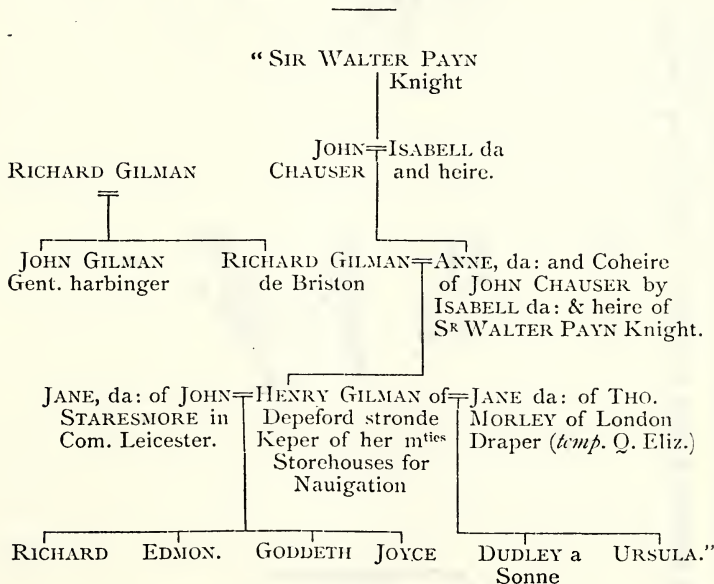 “ SIR WALTER PAYN
Knight
JOHN ISABELL da
CHAUSER and heire.
RICHARD GILMAN
JOHN GILMAN
Gent. harbinger
RICHARD GILMAN
de Briston
ANNE, da: and Coheire
of JOHN CHAUSER by
ISABELL da: & heire of
Sᴿ WALTER PAYN Knight.
JANE, da: of JOHN
STARESMORE in
Com. Leicester.
HENRY GILMAN of
Depeford stronde
Keper of her mᵗⁱᵉˢ
Storehouses for
Nauigation
JANE da: of THO.
MORLEY of London
Draper (temp. Q. Eliz.)
RICHARD EDMON. GODDETH JOYCE
DUDLEY a
Sonne
URSULA.”